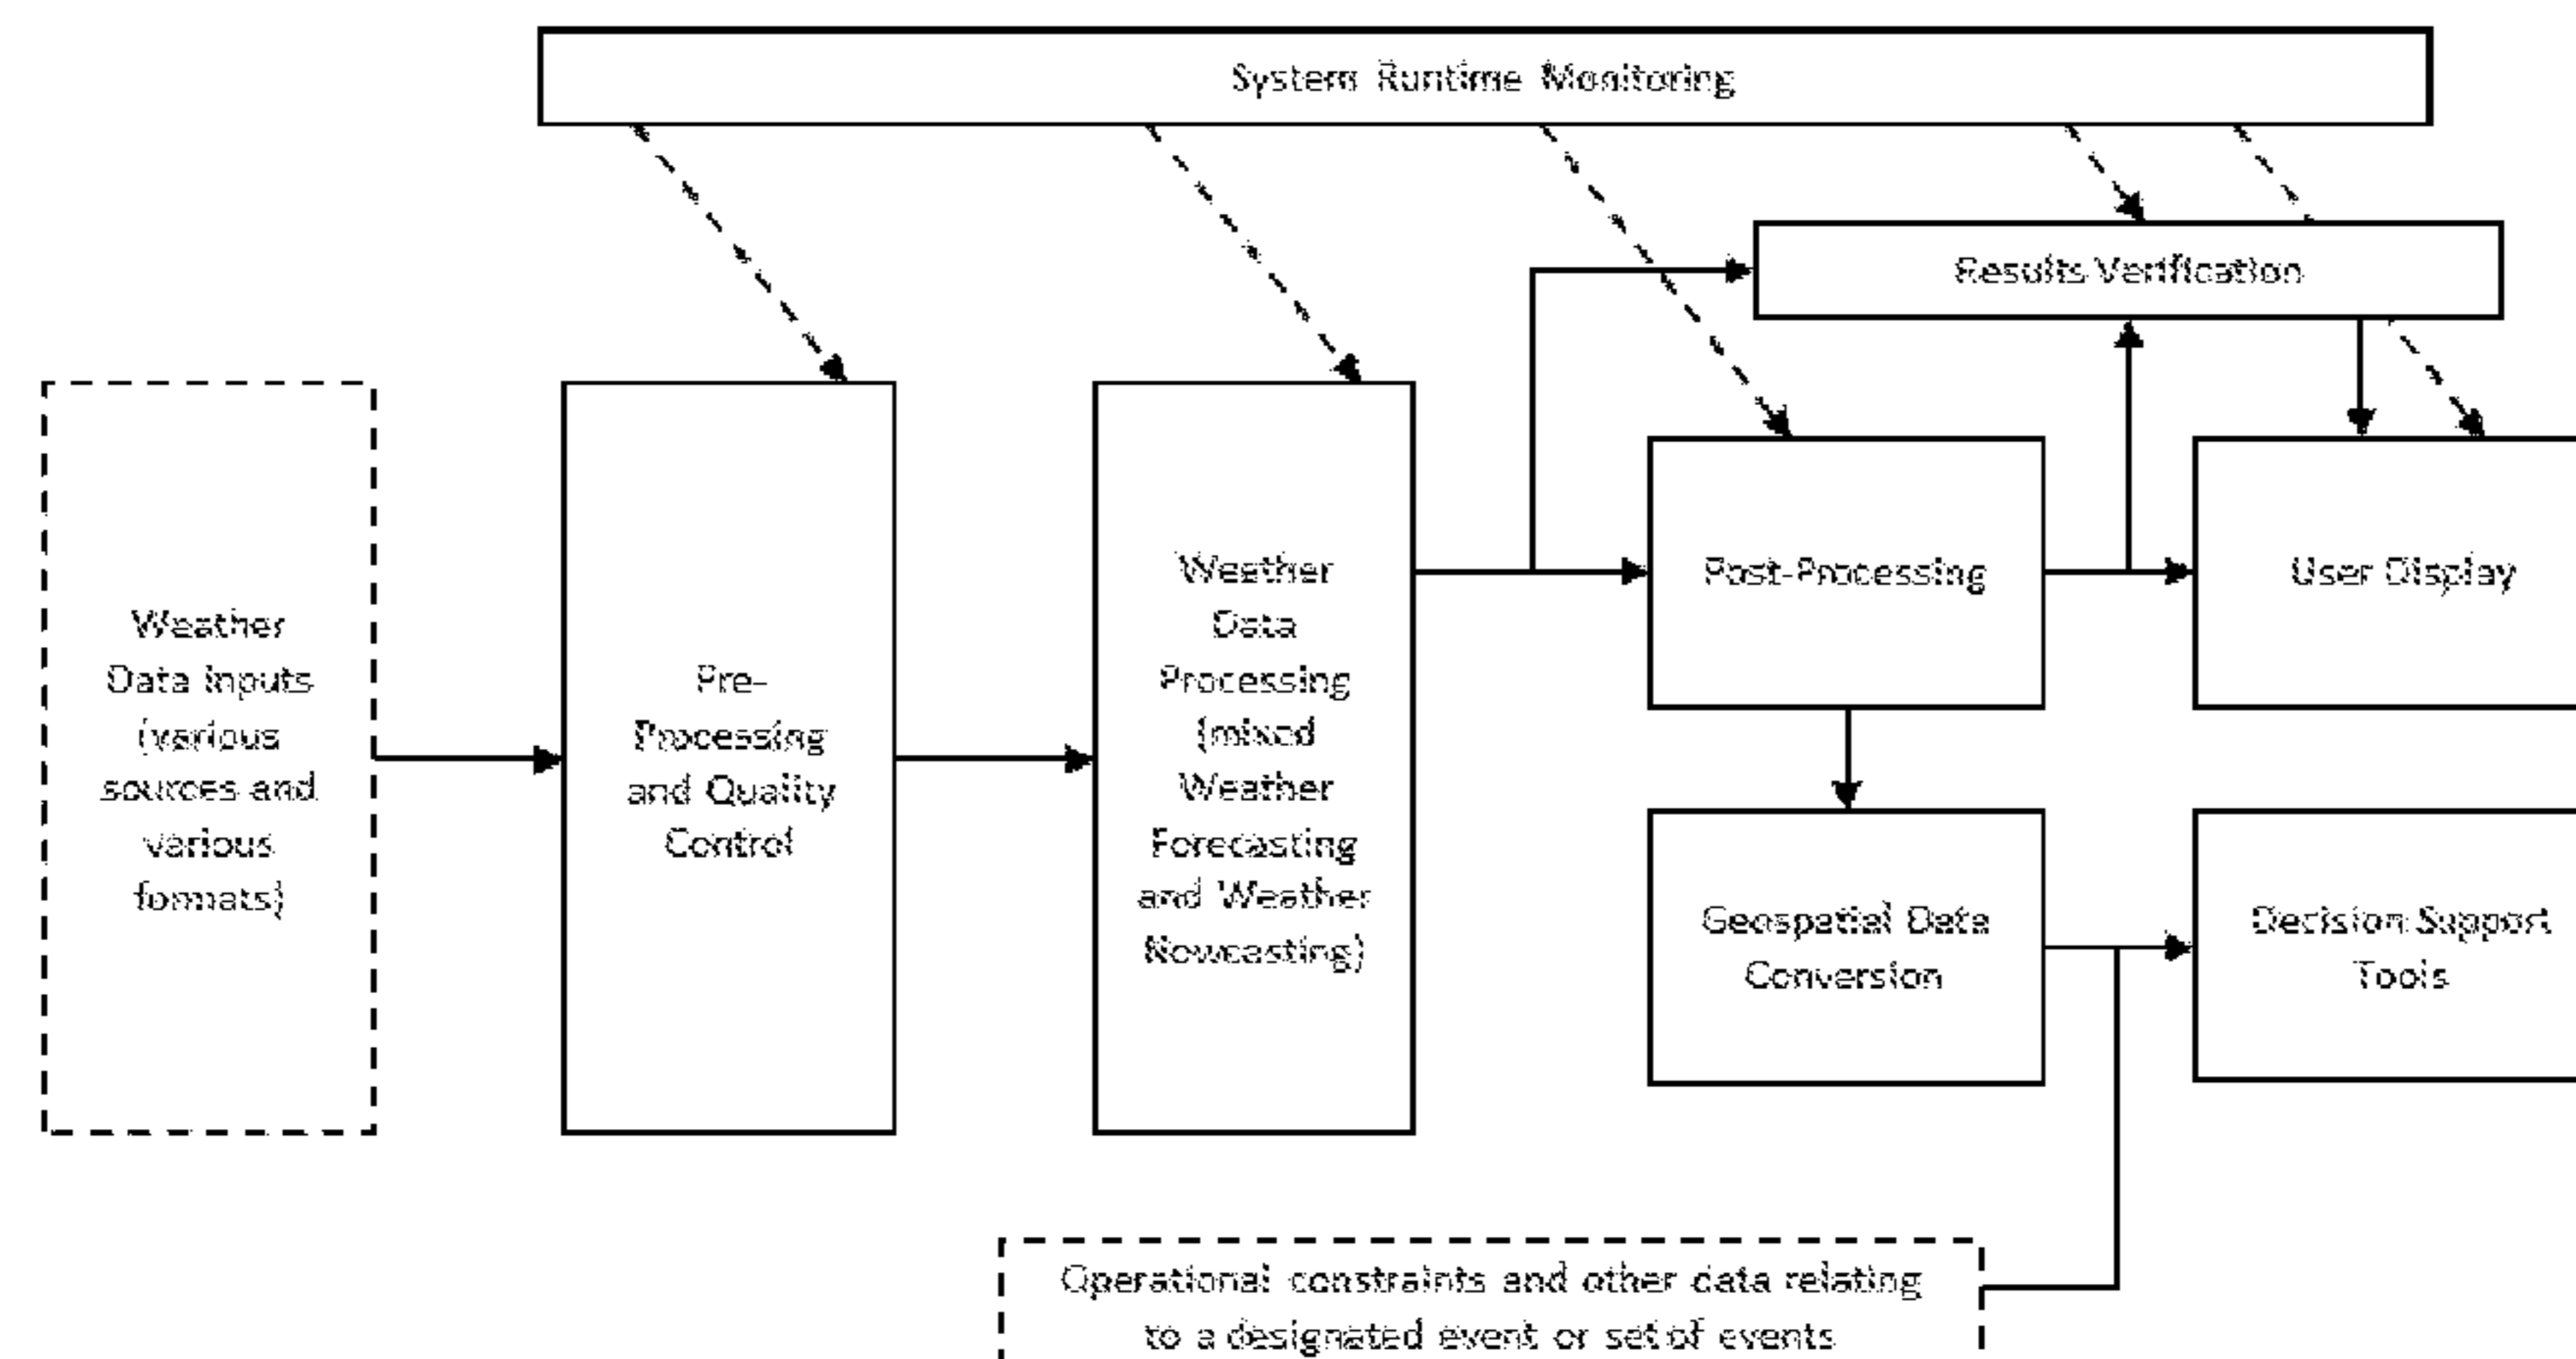 System Runtime Monitoring
Results Verification
Weather
Data Inputs
(various
sources and
various
formats)
Pre-
Processing
and Quality
Control
Weather
Data
Processing
(mixed
Weather
Forecasting
and Weather
Nowcasting)
Post-Processing
User Display
Geospatial Data
Conversion
Decision Support
Tools
Operational constraints and other data relating
to a designated event or set of events